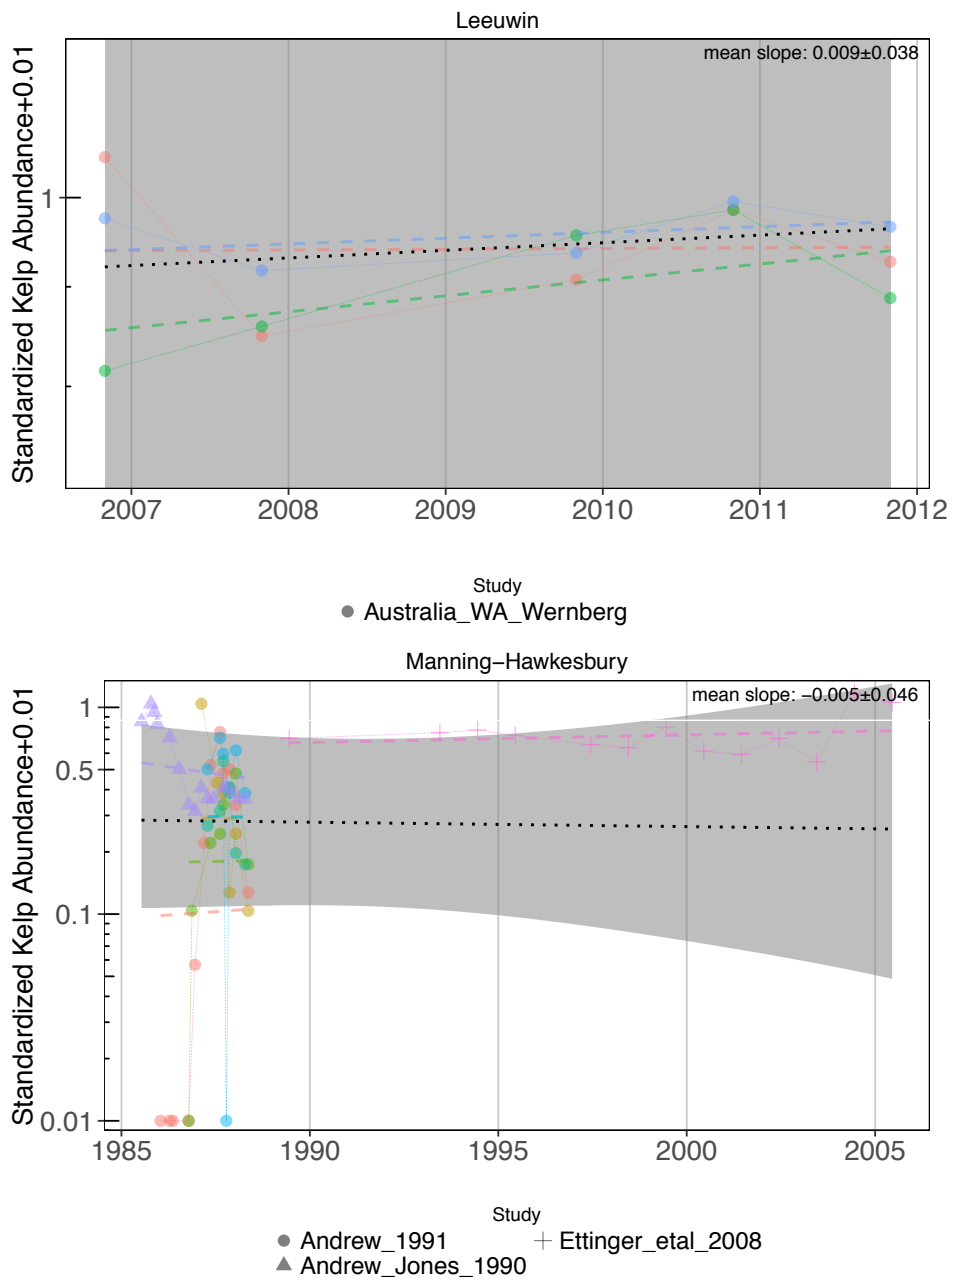 Leeuwin
mean slope: 0.009±0.038
Standardized Kelp Abundance+0.01
1
2007 2008 2009 2010 2011 2012
Study
Australia_WA_Wernberg
Manning−Hawkesbury
mean slope: −0.005±0.046
Standardized Kelp Abundance+0.01
1
0.5
0.1
0.01
1985 1990 1995 2000 2005
Study
Andrew_1991 Ettinger_etal_2008
Andrew_Jones_1990